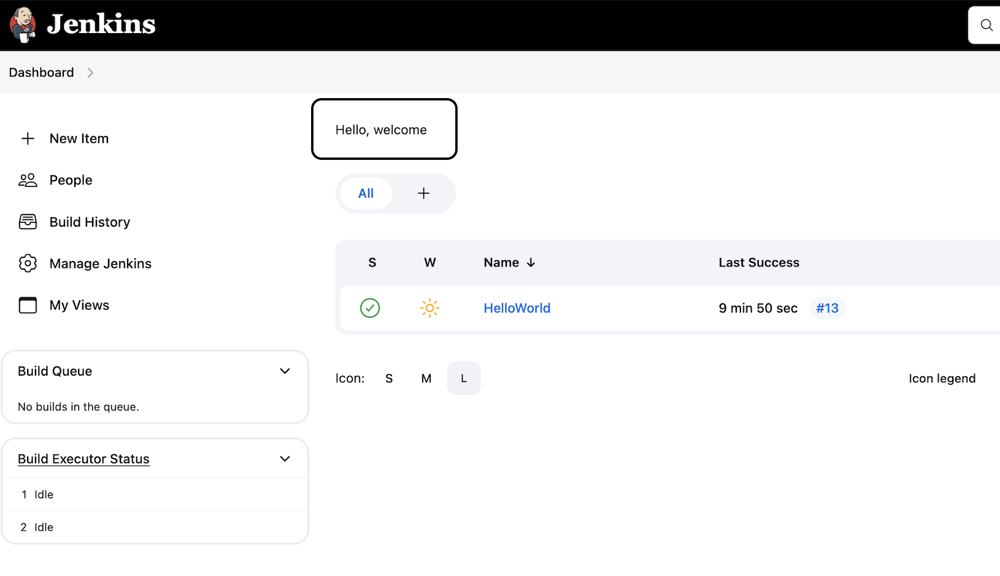 Jenkins
Dashboard
New Item
People
Build History
Manage Jenkins
My Views
Build Queue
No builds in the queue.
Build Executor Status
1 Idle
2 Idle
Hello, welcome
All +
S W Name ↓ Last Success
HelloWorld 9 min 50 sec #13
Icon: S M L Icon legend